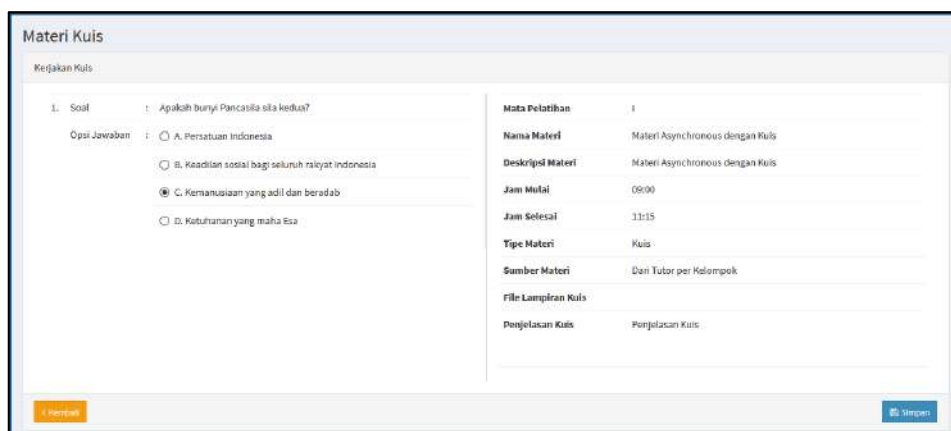 Materi Kuis
Kerjakan Kuis
1. Soal : Apakah bunyi Pancasila sila kedua?
Opsi Jawaban : A. Persatuan Indonesia
B. Keadilan sosial bagi seluruh rakyat Indonesia
C. Kemanusiaan yang adil dan beradab
D. Ketuhanan yang maha Esa
Mata Pelatihan
Nama Materi Materi Asynchronous dengan Kuis
Deskripsi Materi Materi Asynchronous dengan Kuis
Jam Mulai 09:00
Jam Selesai 11:15
Tipe Materi Kuis
Sumber Materi Dari Tutor per Kelompok
File Lampiran Kuis
Penjelasan Kuis Penjelasan Kuis
‹ Kembali
Simpan